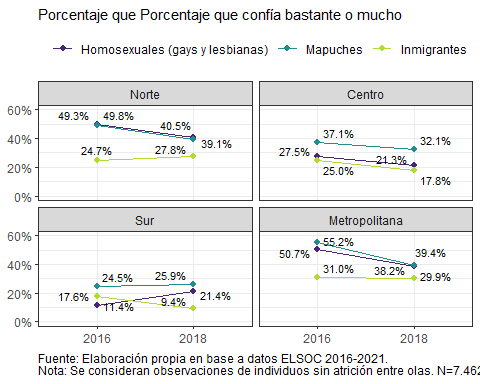 Porcentaje que Porcentaje que confía bastante o mucho
Homosexuales (gays y lesbianas) Mapuches Inmigrantes
Norte Centro
60%
40%
20%
0%
49.3% 49.8% 40.5% 39.1%
24.7% 27.8%
37.1% 32.1%
27.5% 21.3%
25.0% 17.8%
Sur Metropolitana
60%
40%
20%
0%
24.5% 25.9%
17.6% 11.4% 9.4% 21.4%
55.2% 39.4%
50.7% 38.2%
31.0% 29.9%
2016 2018 2016 2018
Fuente: Elaboración propia en base a datos ELSOC 2016-2021.
Nota: Se consideran observaciones de individuos sin atrición entre olas. N=7.462